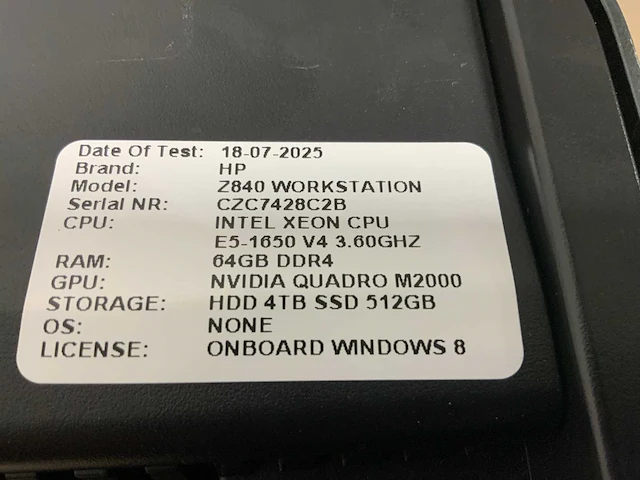 Date Of Test: 18-07-2025
Brand: HP
Model: Z840 WORKSTATION
Serial NR: CZC7428C2B
CPU: INTEL XEON CPU
E5-1650 V4 3.60GHZ
RAM: 64GB DDR4
GPU: NVIDIA QUADRO M2000
STORAGE: HDD 4TB SSD 512GB
OS: NONE
LICENSE: ONBOARD WINDOWS 8